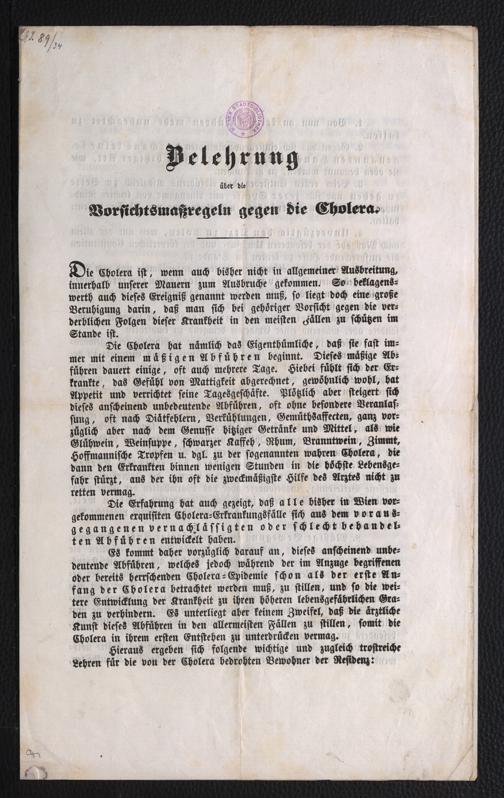 Belehrung
über die
Vorsichtsmaßregeln gegen die Cholera.
Die Cholera ist, wenn auch bisher nicht in allgemeiner Ausbreitung,
innerhalb unserer Mauern zum Ausbruche gekommen. So beklagens-
werth auch dieses Ereigniß genannt werden muß, so liegt doch eine große
Beruhigung darin, daß man sich bei gehöriger Vorsicht gegen die ver-
derblichen Folgen dieser Krankheit in den meisten Fällen zu schützen im
Stande ist.
Die Cholera hat nämlich das Eigenthümliche, daß sie fast im-
mer mit einem mäßigen Abführen beginnt. Dieses mäßige Ab-
führen dauert einige, oft auch mehrere Tage. Hiebei fühlt sich der Er-
krankte, das Gefühl von Mattigkeit abgerechnet, gewöhnlich wohl, hat
Appetit und verrichtet seine Tagesgeschäfte. Plötzlich aber steigert sich
dieses anscheinend unbedeutende Abführen, oft ohne besondere Veranlas-
sung, oft nach Diätfehlern, Verkühlungen, Gemüthsaffecten, ganz vor-
züglich aber nach dem Genusse hitziger Getränke und Mittel, als wie
Glühwein, Weinsuppe, schwarzer Kaffeh, Rhum, Branntwein, Zimmt,
Hoffmannische Tropfen u. dgl. zu der sogenannten wahren Cholera, die
dann den Erkrankten binnen wenigen Stunden in die höchste Lebensge-
fahr stürzt, aus der ihn oft die zweckmäßigste Hilfe des Arztes nicht zu
retten vermag.
Die Erfahrung hat auch gezeigt, daß alle bisher in Wien vor-
gekommenen exquisiten Cholera-Erkrankungsfälle sich aus dem voraus-
gegangenen vernachlässigten oder schlecht behandel-
ten Abführen entwickelt haben.
Es kommt daher vorzüglich darauf an, dieses anscheinend unbe-
deutende Abführen, welches jedoch während der im Anzuge begriffenen
oder bereits herrschenden Cholera-Epidemie schon als der erste An-
fang der Cholera betrachtet werden muß, zu stillen, und so die wei-
tere Entwicklung der Krankheit zu ihren höheren lebensgefährlichen Gra-
den zu verhindern. Es unterliegt aber keinem Zweifel, daß die ärztliche
Kunst dieses Abführen in den allermeisten Fällen zu stillen, somit die
Cholera in ihrem ersten Entstehen zu unterdrücken vermag.
Hieraus ergeben sich folgende wichtige und zugleich trostreiche
Lehren für die von der Cholera bedrohten Bewohner der Residenz: